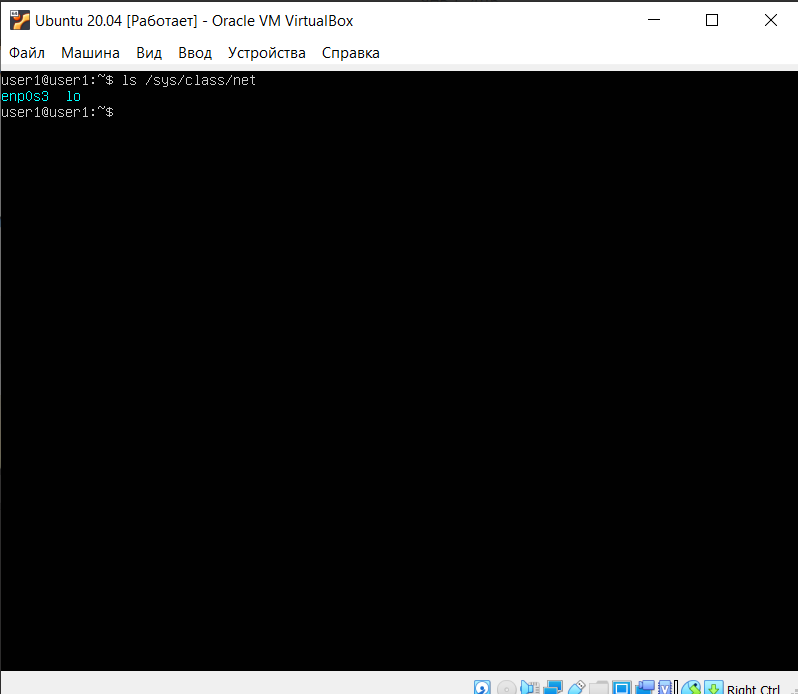 Ubuntu 20.04 [Работает] - Oracle VM VirtualBox
Файл Машина Вид Ввод Устройства Справка
user1@user1:~$ ls /sys/class/net
enp0s3  lo
user1@user1:~$
Right Ctrl